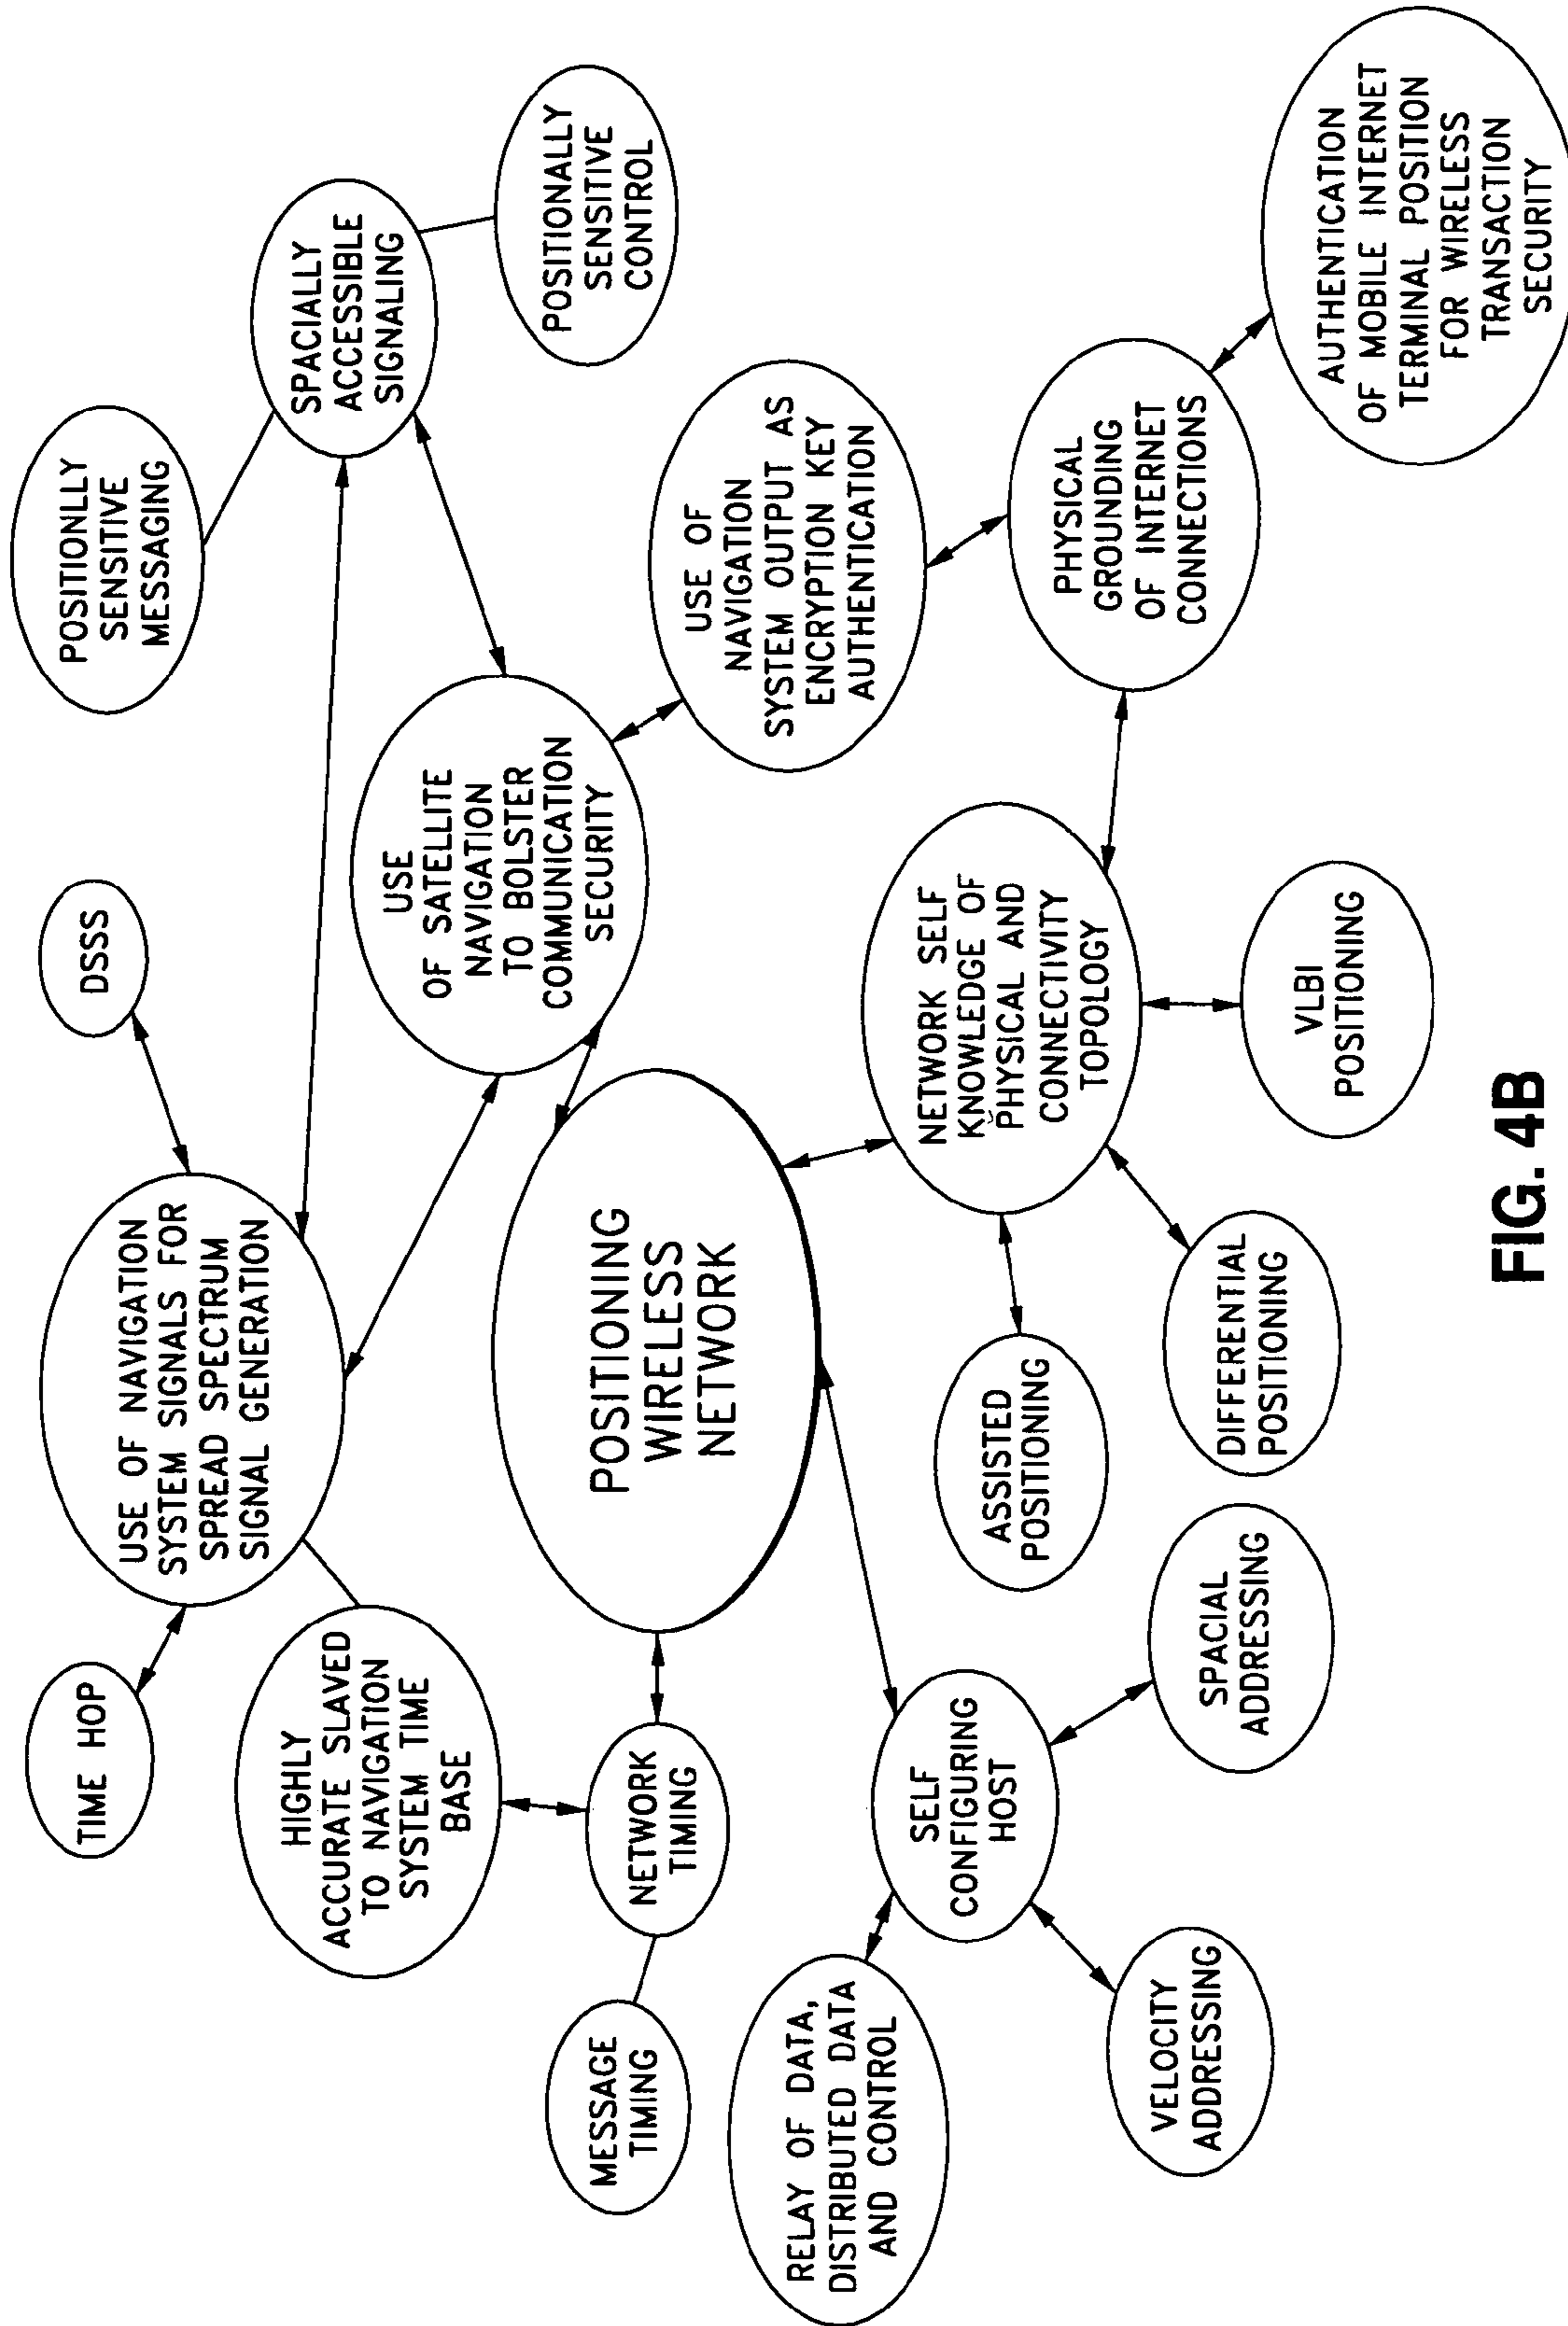 TIME HOP
USE OF NAVIGATION
SYSTEM SIGNALS FOR
SPREAD SPECTRUM
SIGNAL GENERATION
DSSS
POSITIONLLY
SENSITIVE
MESSAGING
HIGHLY
ACCURATE SLAVED
TO NAVIGATION
SYSTEM TIME
BASE
SPACIALLY
ACCESSIBLE
SIGNALING
POSITIONALLY
SENSITIVE
CONTROL
USE
OF SATELLITE
NAVIGATION
TO BOLSTER
COMMUNICATION
SECURITY
MESSAGE
TIMING
NETWORK
TIMING
POSITIONING
WIRELESS
NETWORK
USE OF
NAVIGATION
SYSTEM OUTPUT AS
ENCRYPTION KEY
AUTHENTICATION
RELAY OF DATA,
DISTRIBUTED DATA
AND CONTROL
SELF
CONFIGURING
HOST
ASSISTED
POSITIONING
NETWORK SELF
KNOWLEDGE OF
PHYSICAL AND
CONNECTIVITY
TOPOLOGY
PHYSICAL
GROUNDING
OF INTERNET
CONNECTIONS
VELOCITY
ADDRESSING
SPACIAL
ADDRESSING
DIFFERENTIAL
POSITIONING
VLBI
POSITIONING
AUTHENTICATION
OF MOBILE INTERNET
TERMINAL POSITION
FOR WIRELESS
TRANSACTION
SECURITY
FIG. 4B